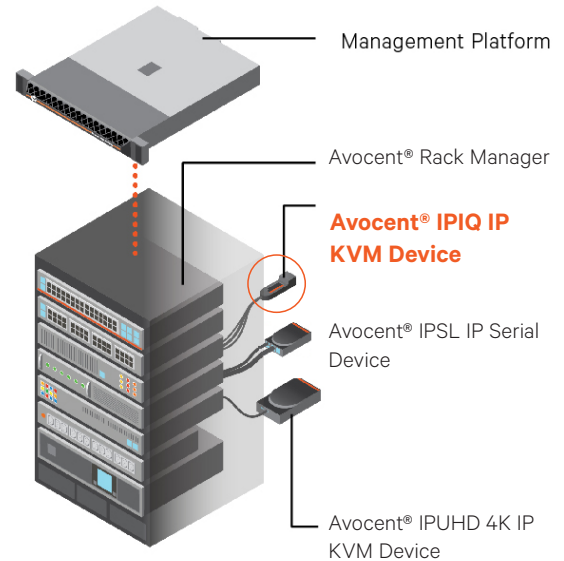 Management Platform
Avocent® Rack Manager
Avocent® IPIQ IP
KVM Device
Avocent® IPSL IP Serial
Device
Avocent® IPUHD 4K IP
KVM Device